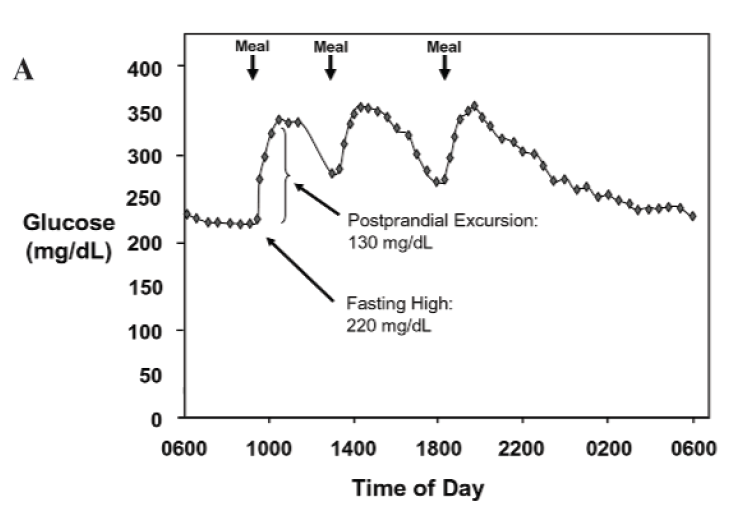 A
Meal Meal Meal
400
350
300
250
200
150
100
50
0
Glucose
(mg/dL)
Postprandial Excursion:
130 mg/dL
Fasting High:
220 mg/dL
0600 1000 1400 1800 2200 0200 0600
Time of Day